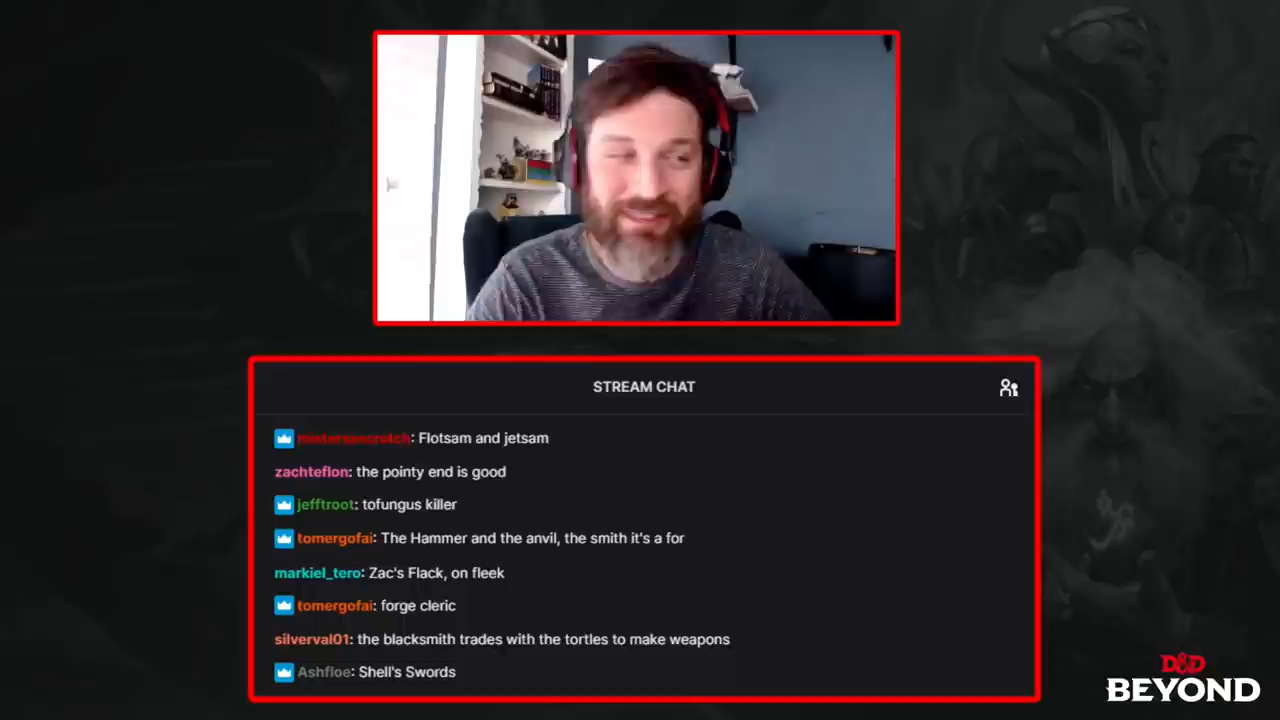 STREAM CHAT
: Flotsam and jetsam
zachteflon: the pointy end is good
jefftroot: tofungus killer
tomergofai: The Hammer and the anvil, the smith it's a for
markiel_tero: Zac's Flack, on fleek
tomergofai: forge cleric
silverval01: the blacksmith trades with the tortles to make weapons
Ashfloe: Shell's Swords
D&D
BEYOND